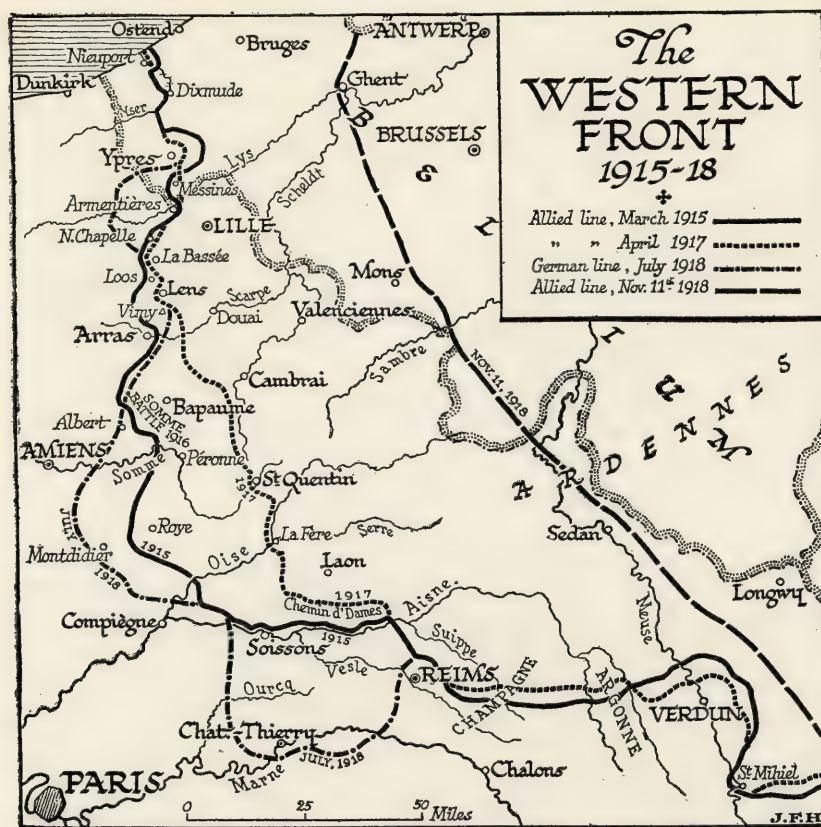 The
WESTERN
FRONT
1915-18
Allied line, March 1915
" " April 1917
German line, July 1918
Allied line, Nov. 11th 1918
Ostend
Bruges
ANTWERP
Nieuport
Dunkirk
Dixmude
Ghent
Yser
BRUSSELS
Ypres
Lys
Messines
Scheldt
Armentières
LILLE
N. Chapelle
La Bassée
Mons
Loos
Lens
Scarpe
Vimy
Douai
Valenciennes
Arras
Sambre
NOV. 11, 1918
BELGIUM
Cambrai
SOMME
BATTLE 1916
Bapaume
Albert
ARDENNES
AMIENS
Somme
Péronne
1917
St Quentin
JULY
1918
Roye
1915
La Fère
Serre
Sedan
Montdidier
Oise
Laon
Longwy
1917
Chemin d'Dames
Aisne.
Meuse
Compiègne
Soissons
1915
Suippe
Vesle
REIMS
CHAMPAGNE
ARGONNE
Ourcq
VERDUN
Chat.-Thierry
JULY, 1918
Marne
Chalons
St Mihiel
PARIS
0 25 50 Miles
J.F.H